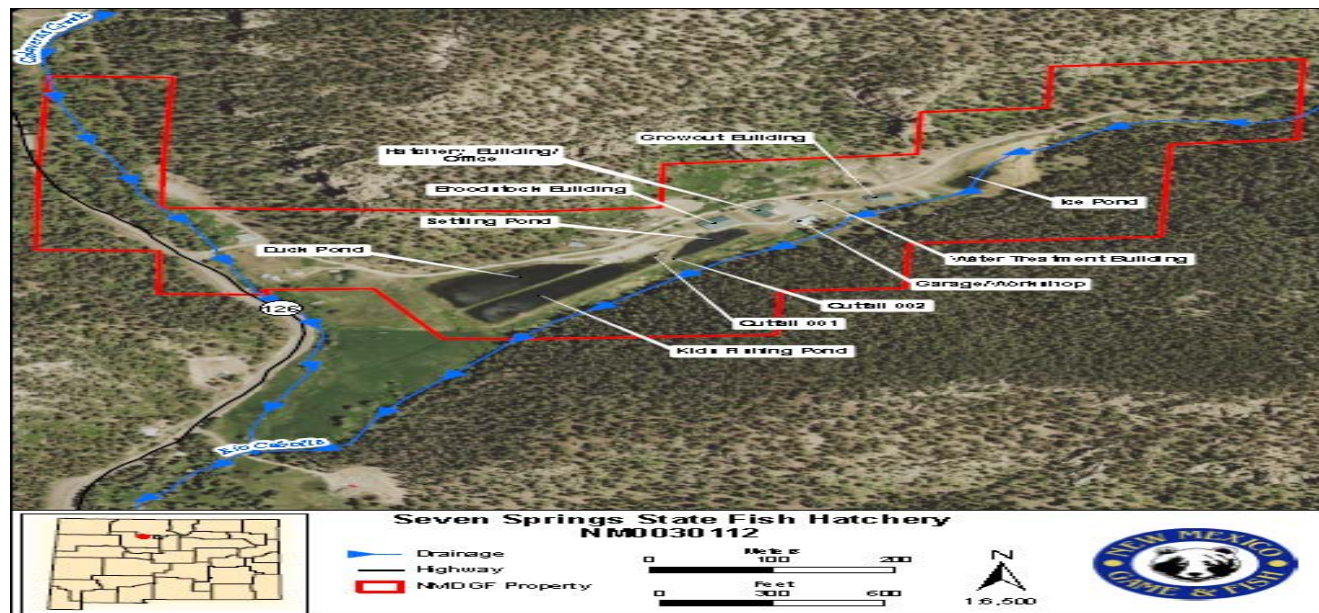 Calaveras Creek
Growout Building
Hatchery Building/
Office
Broodstock Building
Settling Pond
Duck Pond
Ice Pond
Water Treatment Building
Garage/Workshop
Outfall 002
Outfall 001
Kids Fishing Pond
126
Rio Cebolla
Seven Springs State Fish Hatchery
NM0030112
Drainage
Highway
NMDGF Property
Meters
0 100 200
Feet
0 300 600
N
1:6,500
NEW MEXICO
GAME & FISH